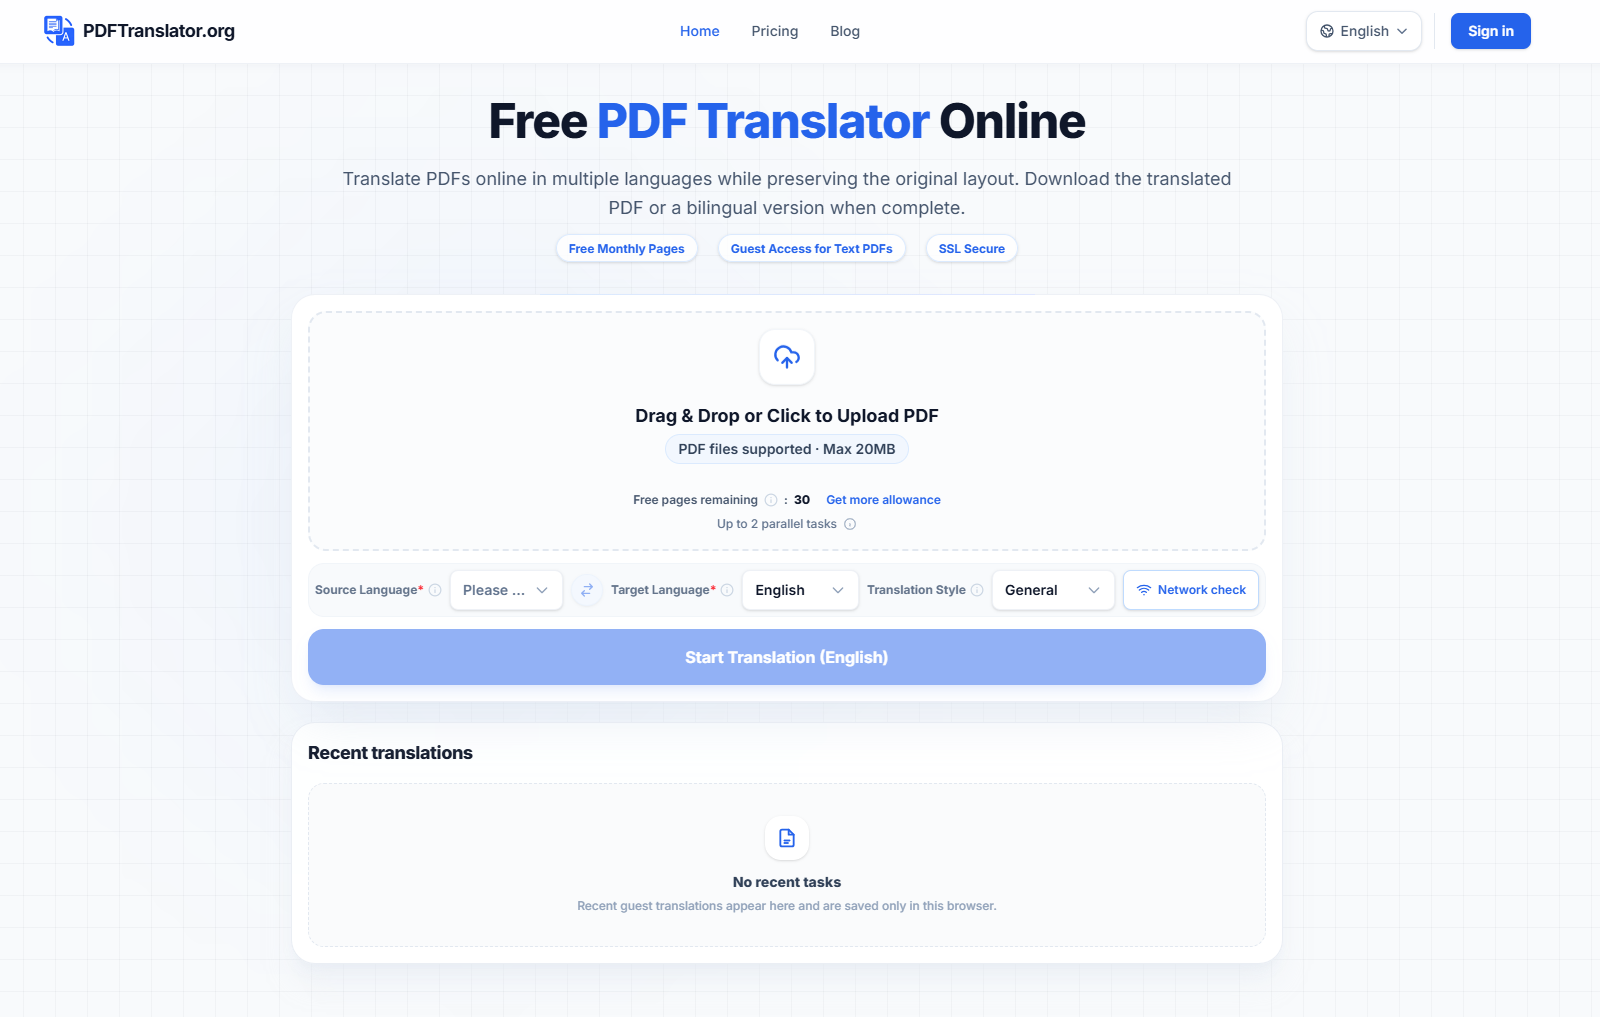 PDFTranslator.org
Home
Pricing
Blog
English
Sign in
Free PDF Translator Online
Translate PDFs online in multiple languages while preserving the original layout. Download the translated
PDF or a bilingual version when complete.
Free Monthly Pages
Guest Access for Text PDFs
SSL Secure
Drag & Drop or Click to Upload PDF
PDF files supported · Max 20MB
Free pages remaining : 30 Get more allowance
Up to 2 parallel tasks
Source Language* Please ... Target Language* English Translation Style General Network check
Start Translation (English)
Recent translations
No recent tasks
Recent guest translations appear here and are saved only in this browser.